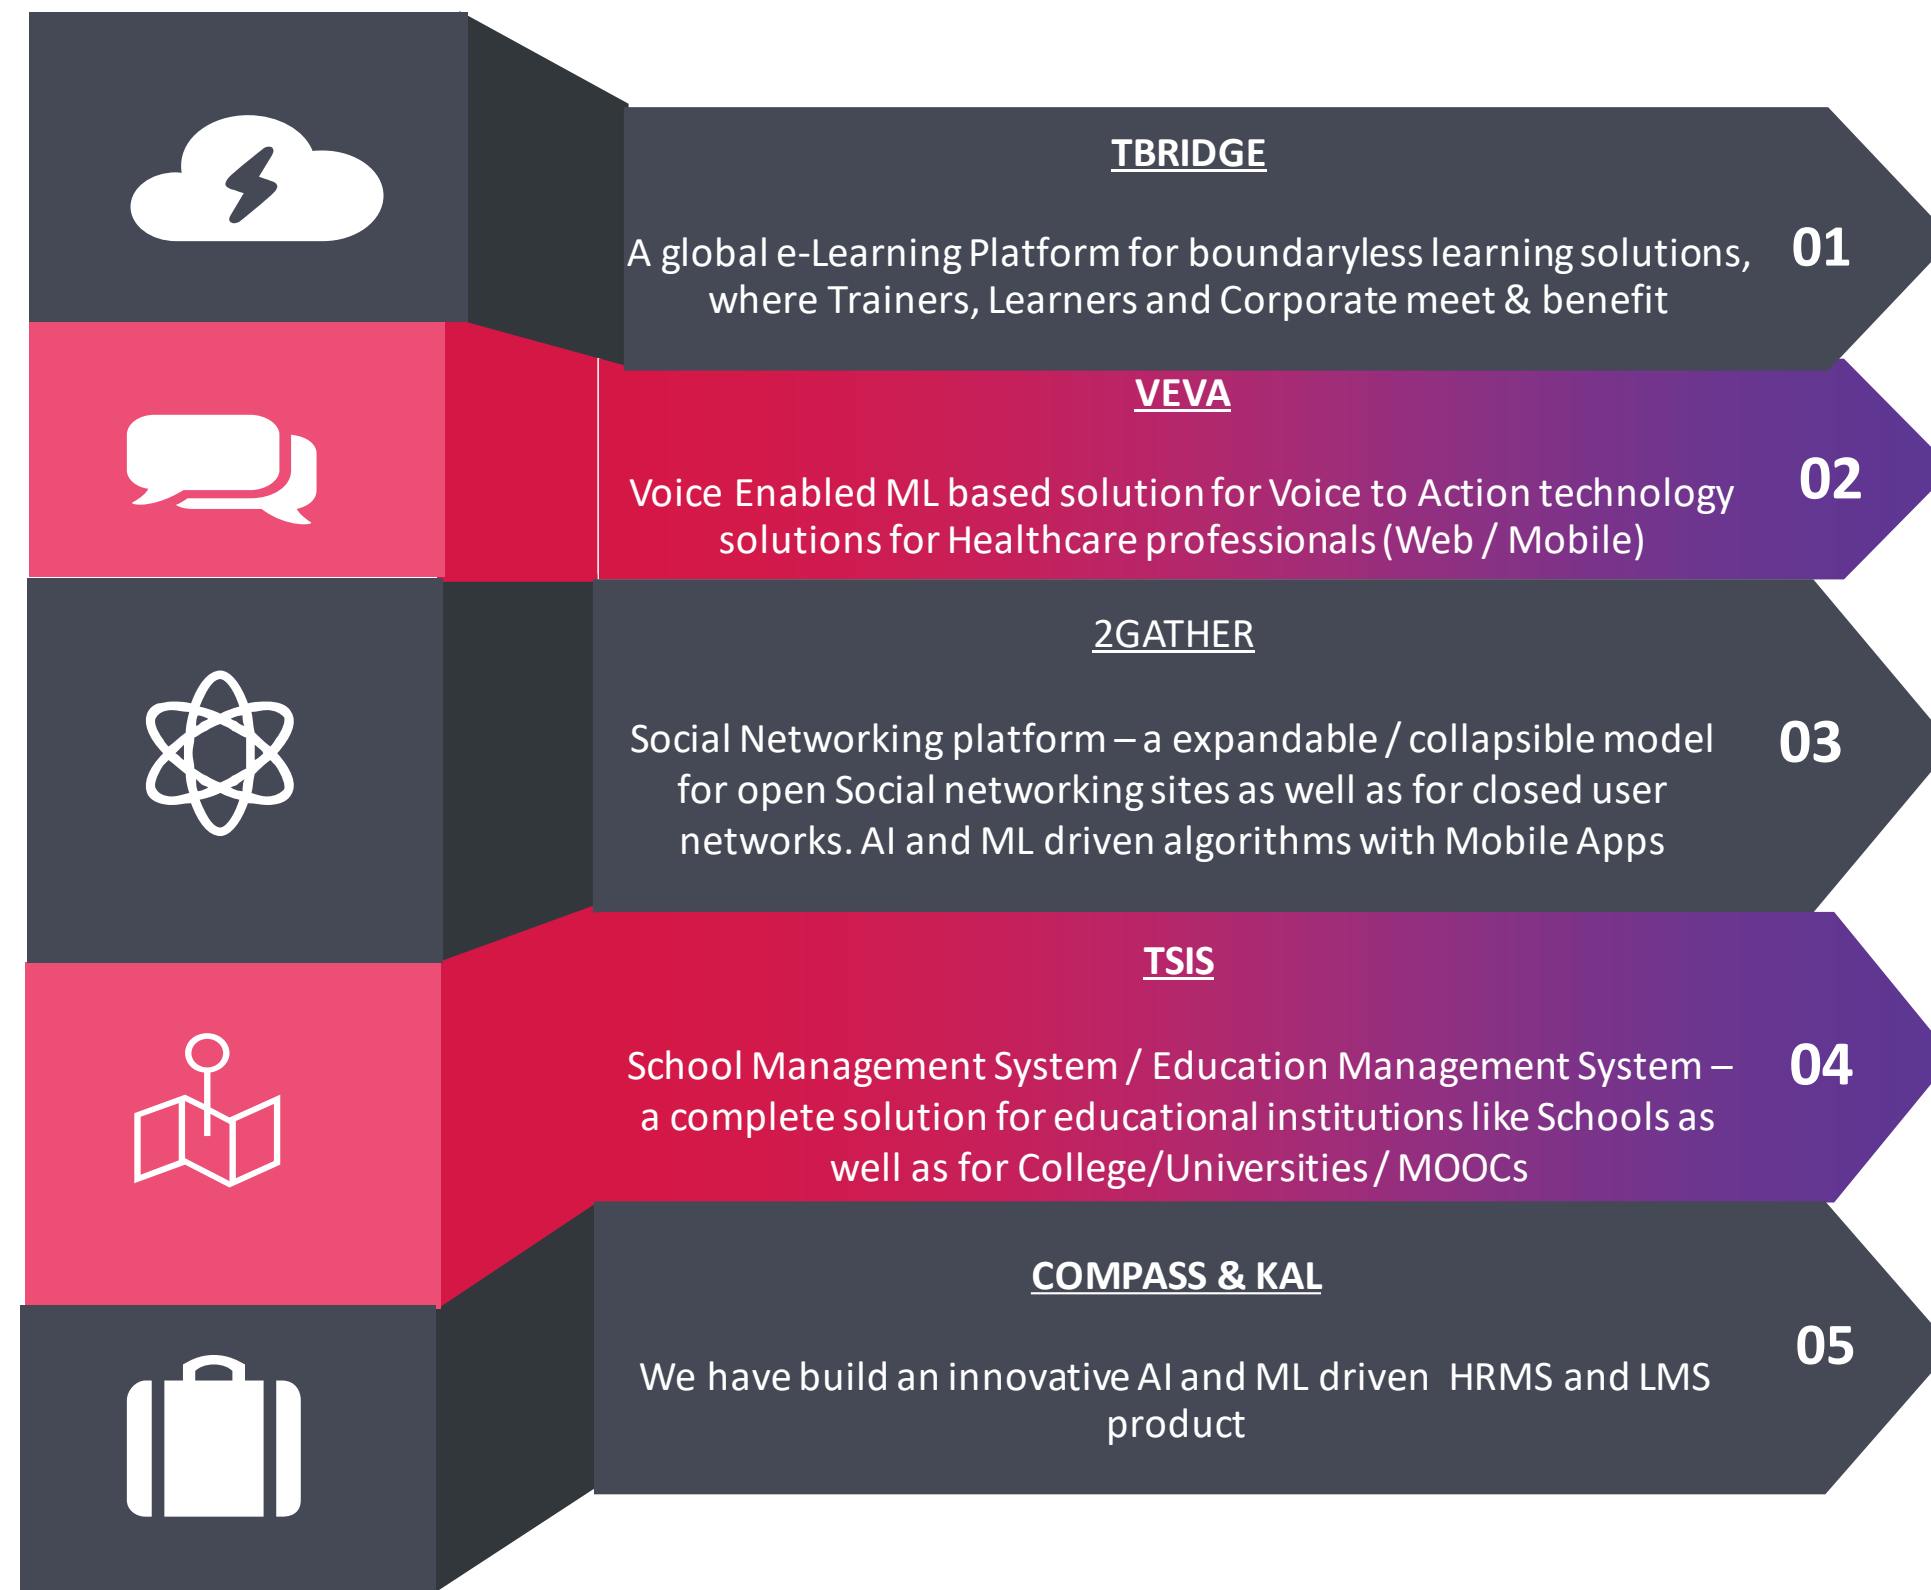 TBRIDGE
A global e-Learning Platform for boundaryless learning solutions,
where Trainers, Learners and Corporate meet & benefit
01
VEVA
Voice Enabled ML based solution for Voice to Action technology
solutions for Healthcare professionals (Web / Mobile)
02
2GATHER
Social Networking platform – a expandable / collapsible model
for open Social networking sites as well as for closed user
networks. AI and ML driven algorithms with Mobile Apps
03
TSIS
School Management System / Education Management System –
a complete solution for educational institutions like Schools as
well as for College/Universities / MOOCs
04
COMPASS & KAL
We have build an innovative AI and ML driven  HRMS and LMS
product
05